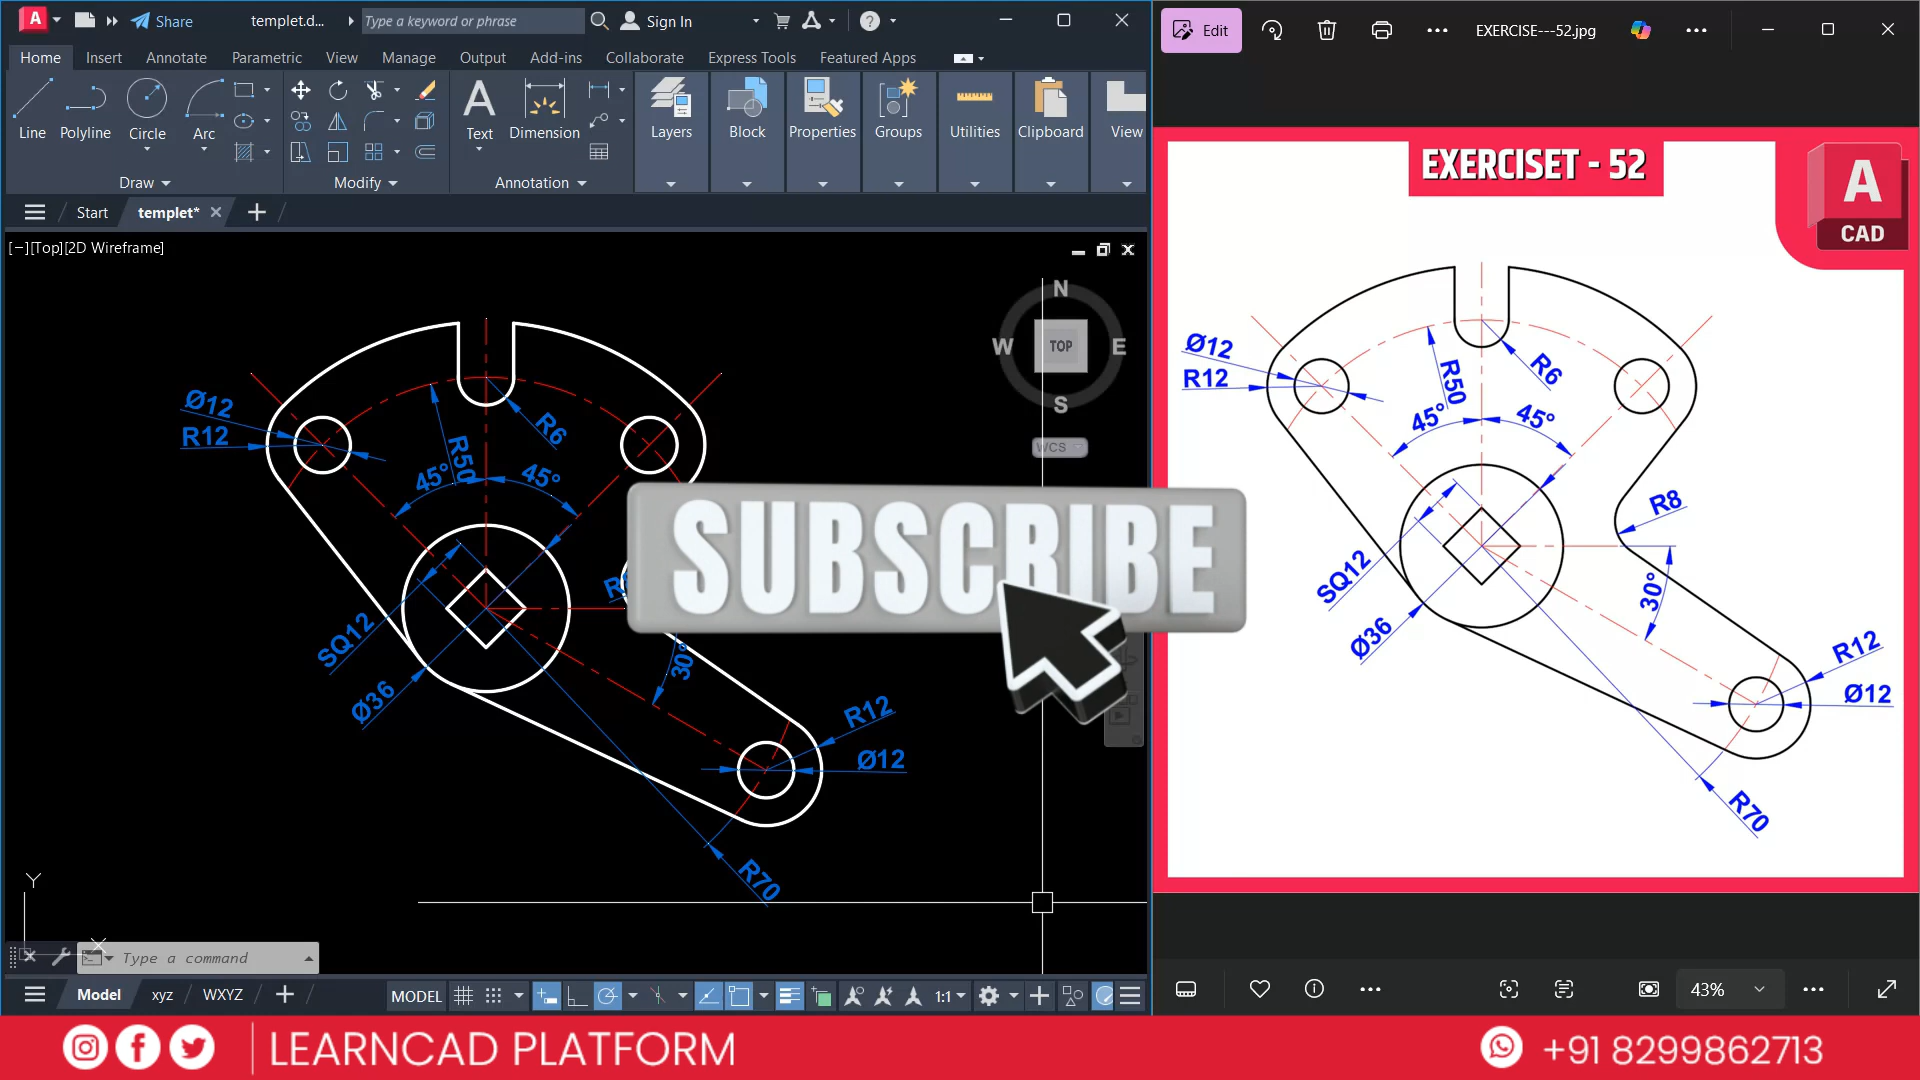 A CAD
Share
templet.d...
Type a keyword or phrase
Sign In
Home Insert Annotate Parametric View Manage Output Add-ins Collaborate Express Tools Featured Apps
Line Polyline Circle Arc Text Dimension Layers Block Properties Groups Utilities Clipboard View
Draw Modify Annotation
Start templet* +
[−][Top][2D Wireframe]
N
W TOP E
S
WCS
Ø12
R12
R50
R6
45°
45°
SQ12
Ø36
30°
R12
Ø12
R70
SUBSCRIBE
Y
X
Type a command
Model xyz WXYZ +
MODEL 1:1
Edit
EXERCISE---52.jpg
EXERCISET - 52
A
CAD
Ø12
R12
R50
R6
45°
45°
R8
SQ12
Ø36
30°
R12
Ø12
R70
43%
LEARNCAD PLATFORM
+91 8299862713